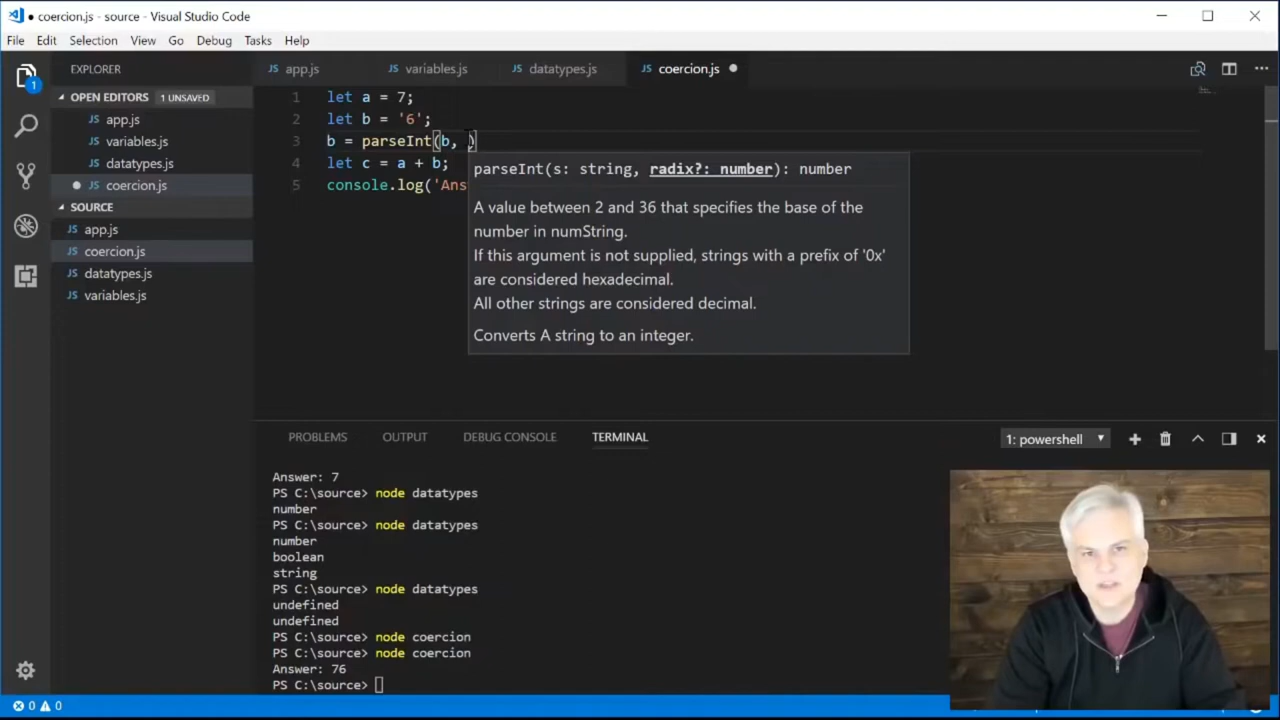 ● coercion.js - source - Visual Studio Code
File Edit Selection View Go Debug Tasks Help
EXPLORER
JS app.js JS variables.js JS datatypes.js JS coercion.js ●
1
OPEN EDITORS 1 UNSAVED
JS app.js
JS variables.js
JS datatypes.js
● JS coercion.js
SOURCE
JS app.js
JS coercion.js
JS datatypes.js
JS variables.js
1 let a = 7;
2 let b = '6';
3 b = parseInt(b, )
4 let c = a + b;
5 console.log('Ans
parseInt(s: string, radix?: number): number
A value between 2 and 36 that specifies the base of the
number in numString.
If this argument is not supplied, strings with a prefix of '0x'
are considered hexadecimal.
All other strings are considered decimal.
Converts A string to an integer.
PROBLEMS OUTPUT DEBUG CONSOLE TERMINAL 1: powershell
Answer: 7
PS C:\source> node datatypes
number
PS C:\source> node datatypes
number
boolean
string
PS C:\source> node datatypes
undefined
undefined
PS C:\source> node coercion
PS C:\source> node coercion
Answer: 76
PS C:\source>
0 0